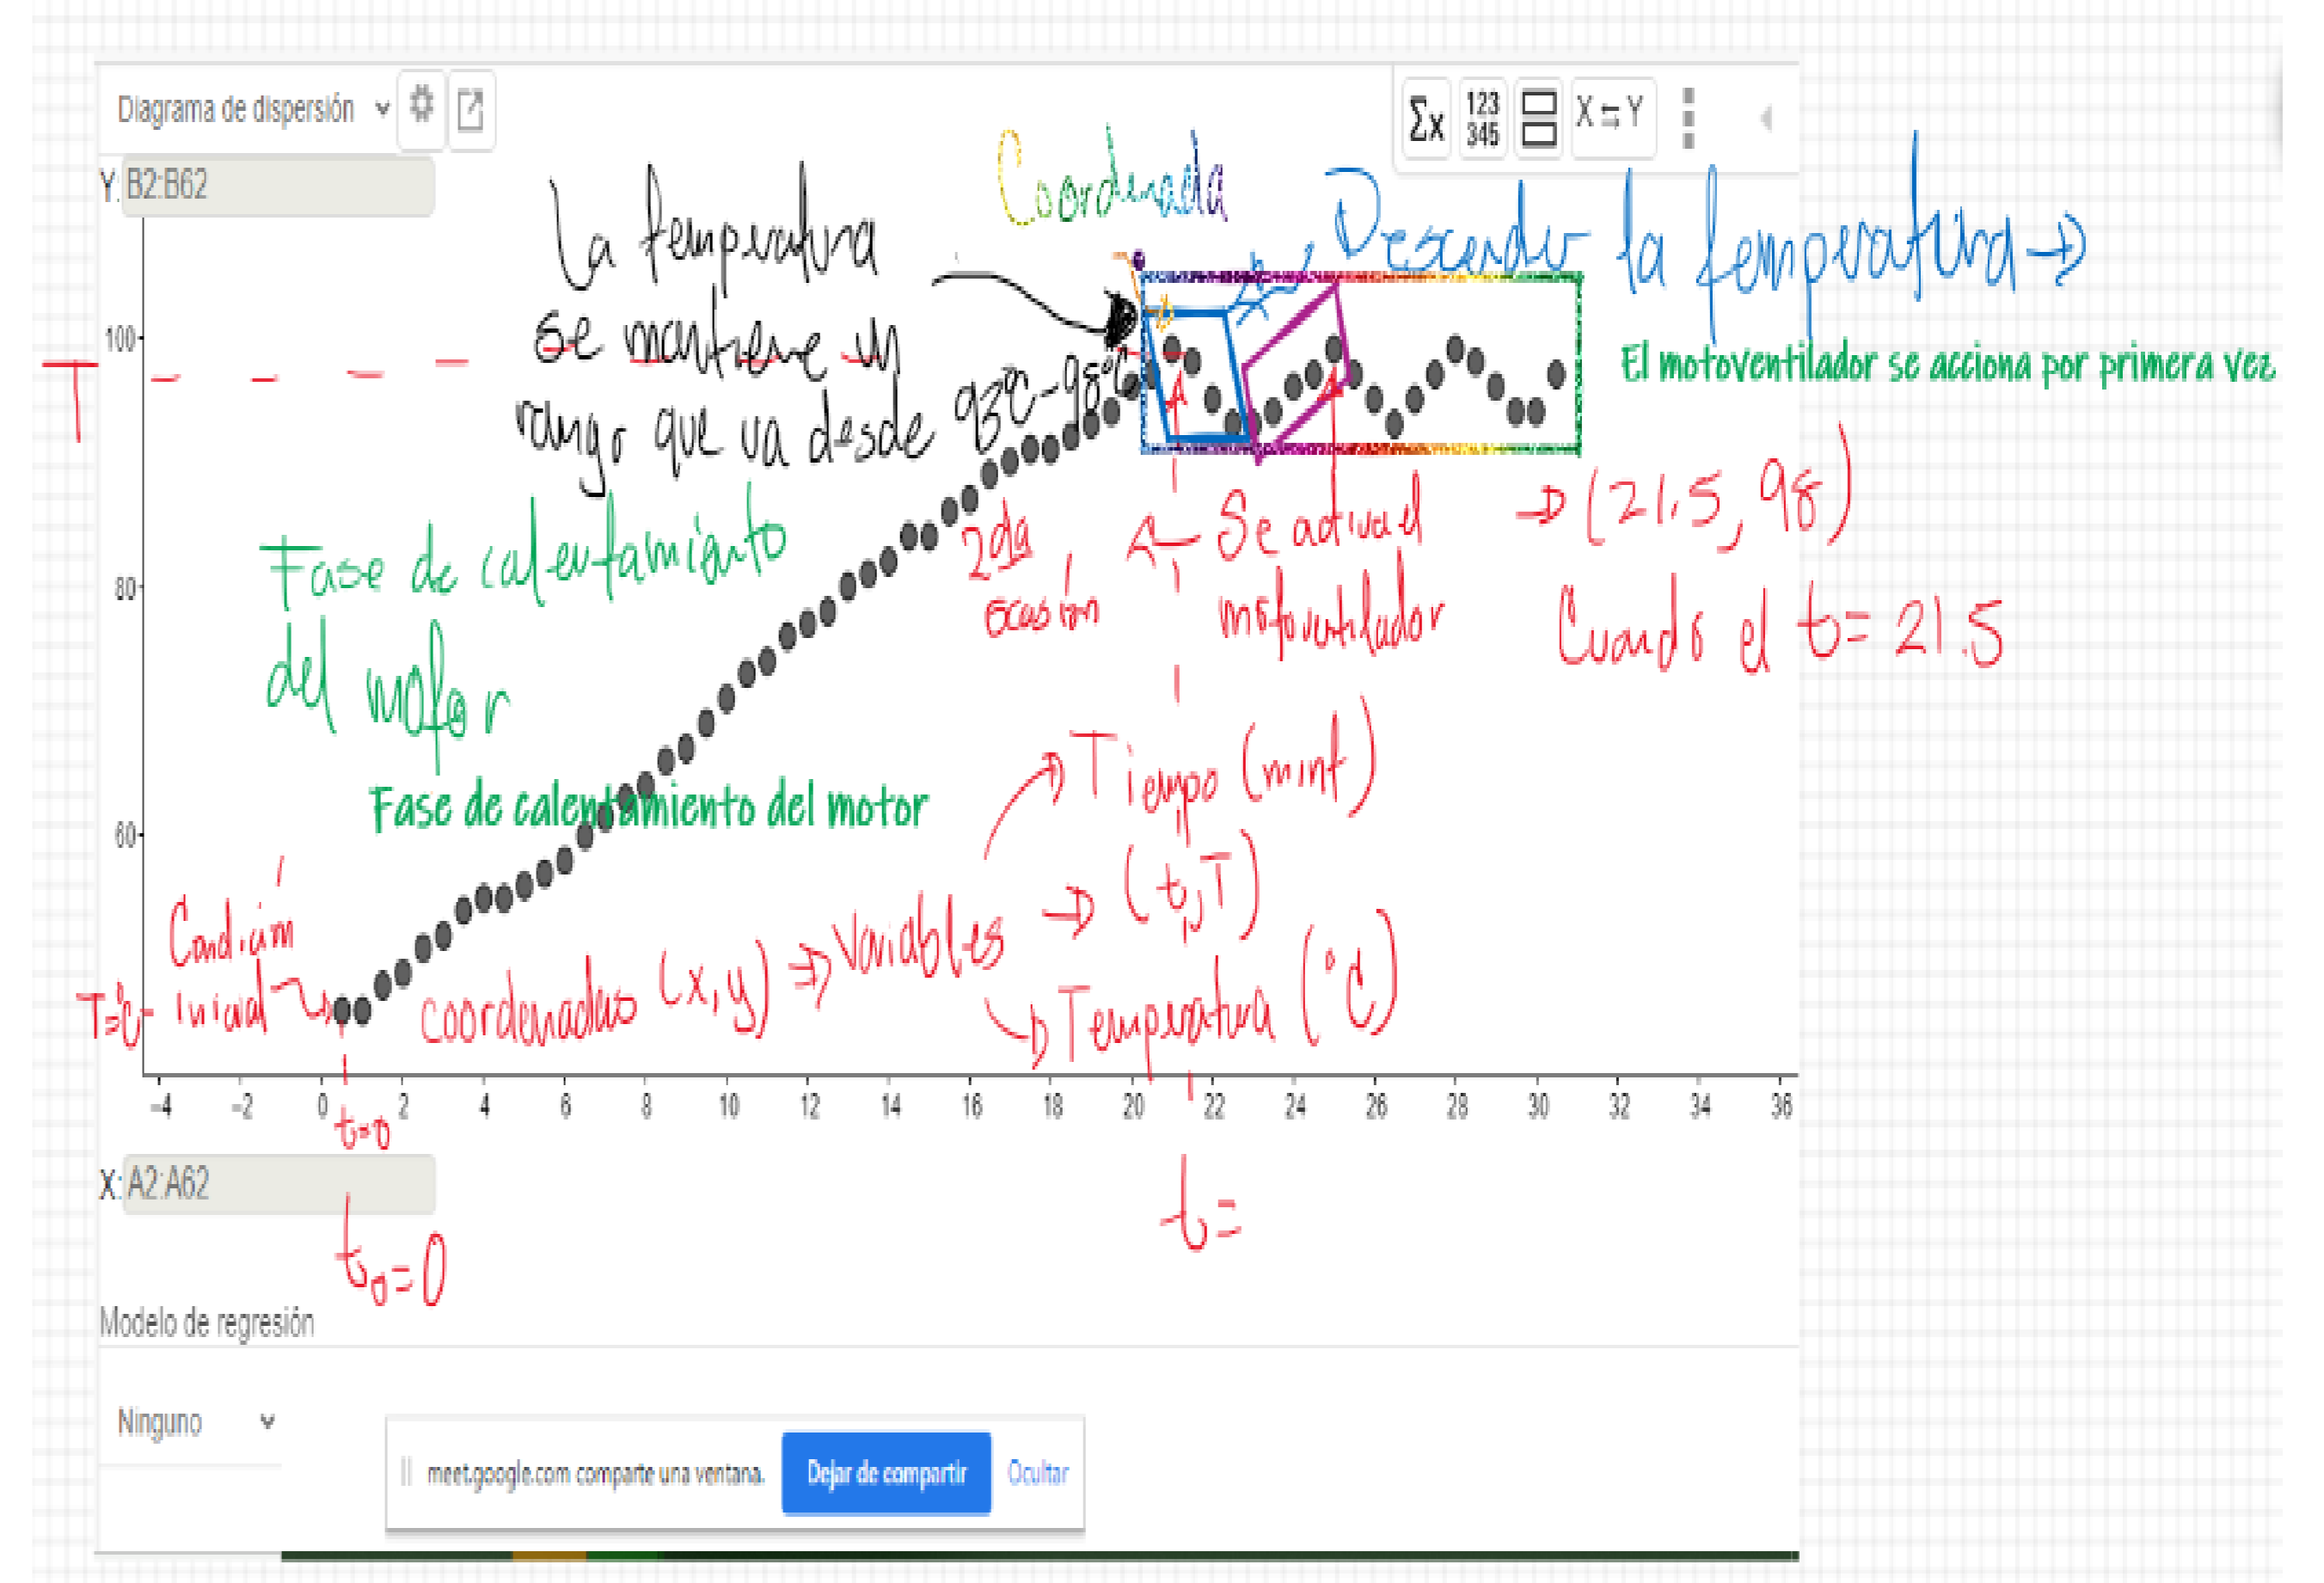 Diagrama de dispersión
Σx 123 345 X ⇆ Y
Y: B2:B62
Coordenada
La temperatura
se mantiene un
rango que va desde 93°C-98°C
Descender la temperatura →
El motoventilador se acciona por primera vez
100
T
80
60
→ (21.5, 98)
Cuando el t= 21.5
Se activa el
motoventilador
2da
ocasión
Fase de calentamiento
del motor
Fase de calentamiento del motor
Tiempo (mint)
Condición
inicial
coordenadas (x,y) ⇒ Variables → (t,T)
Temperatura (°C)
T=°C
-4 -2 0 2 4 6 8 10 12 14 16 18 20 22 24 26 28 30 32 34 36
t=0
X: A2:A62
t=
t₀=0
Modelo de regresión
Ninguno
meet.google.com comparte una ventana.
Dejar de compartir
Ocultar